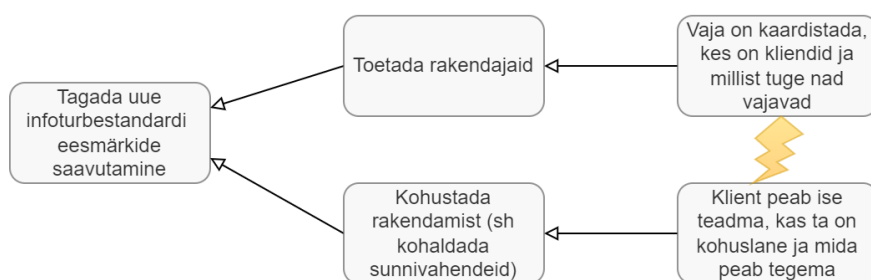 Tagada uue
infoturbestandardi
eesmärkide
saavutamine
Toetada rakendajaid
Vaja on kaardistada,
kes on kliendid ja
millist tuge nad
vajavad
Kohustada
rakendamist (sh
kohaldada
sunnivahendeid)
Klient peab ise
teadma, kas ta on
kohuslane ja mida
peab tegema